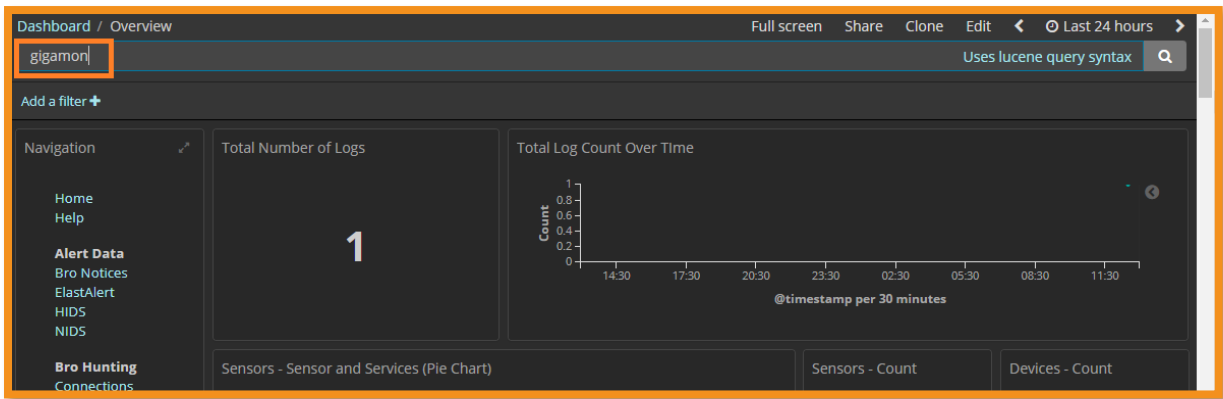 Dashboard / Overview Full screen Share Clone Edit Last 24 hours
gigamon Uses lucene query syntax
Add a filter +
Navigation
Home
Help
Alert Data
Bro Notices
ElastAlert
HIDS
NIDS
Bro Hunting
Connections
Total Number of Logs
1
Total Log Count Over TIme
Count
1
0.8
0.6
0.4
0.2
0
14:30 17:30 20:30 23:30 02:30 05:30 08:30 11:30
@timestamp per 30 minutes
Sensors - Sensor and Services (Pie Chart)
Sensors - Count
Devices - Count